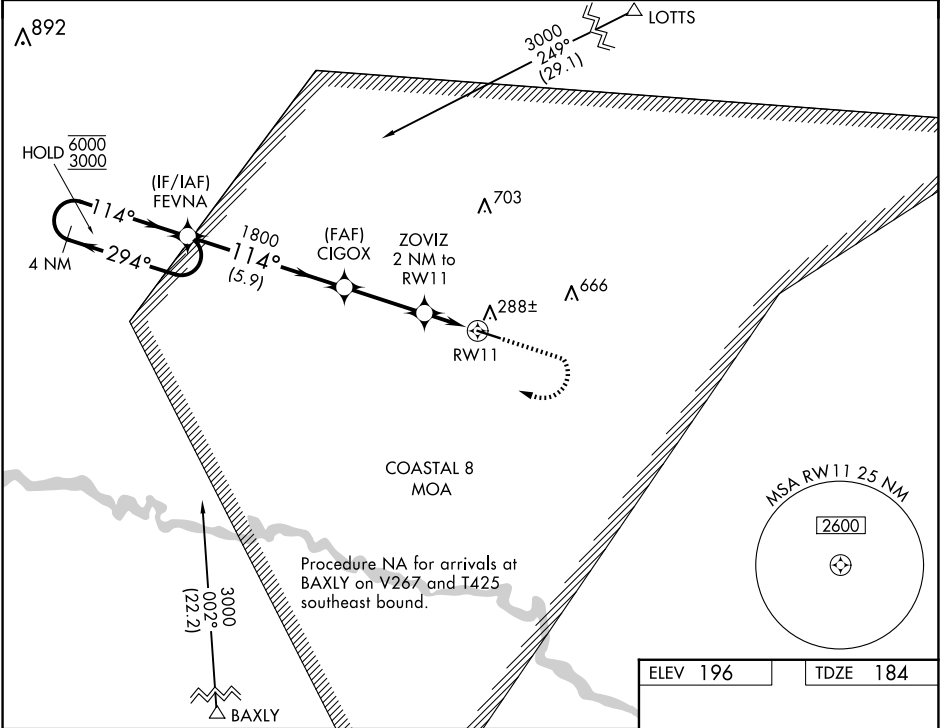 892
LOTTS
3000
249°
(29.1)
HOLD 6000
3000
(IF/IAF)
FEVNA
114°
294°
4 NM
1800
114°
(5.9)
(FAF)
CIGOX
ZOVIZ
2 NM to
RW11
703
666
288±
RW11
COASTAL 8
MOA
MSA RW11 25 NM
2600
Procedure NA for arrivals at
BAXLY on V267 and T425
southeast bound.
3000
002°
(22.2)
BAXLY
ELEV 196
TDZE 184